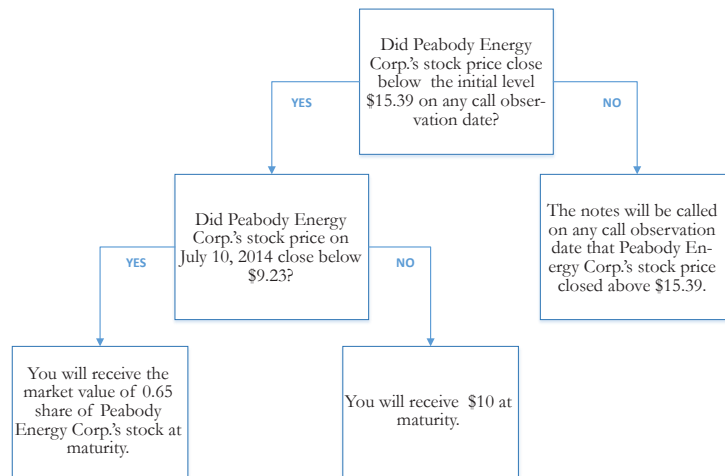 Did Peabody Energy
Corp.'s stock price close
below the initial level
$15.39 on any call obser-
vation date?
YES
NO
Did Peabody Energy
Corp.'s stock price on
July 10, 2014 close below
$9.23?
The notes will be called
on any call observation
date that Peabody En-
ergy Corp.'s stock price
closed above $15.39.
YES
NO
You will receive the
market value of 0.65
share of Peabody
Energy Corp.'s stock at
maturity.
You will receive $10 at
maturity.